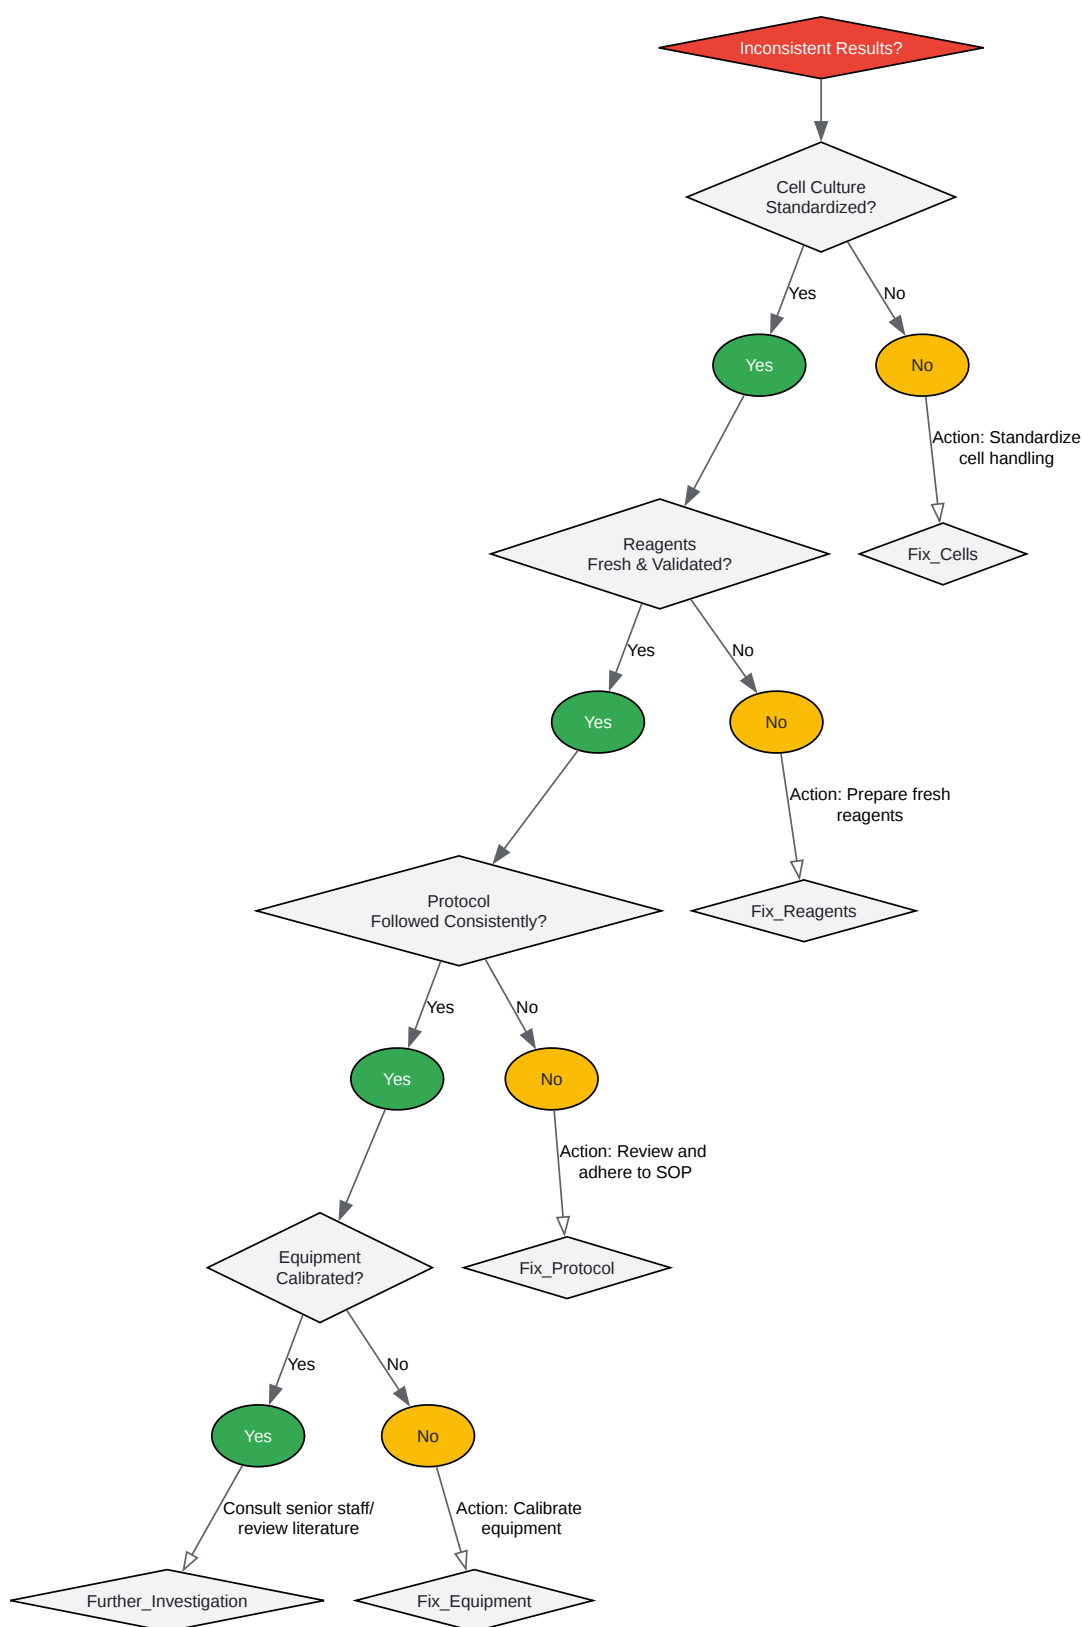 Inconsistent Results?
Cell Culture
Standardized?
Yes
No
Yes
No
Action: Standardize
cell handling
Reagents
Fresh & Validated?
Fix_Cells
Yes
No
Yes
No
Action: Prepare fresh
reagents
Protocol
Followed Consistently?
Fix_Reagents
Yes
No
Yes
No
Action: Review and
adhere to SOP
Equipment
Calibrated?
Fix_Protocol
Yes
No
Yes
No
Consult senior staff/
review literature
Action: Calibrate
equipment
Further_Investigation
Fix_Equipment